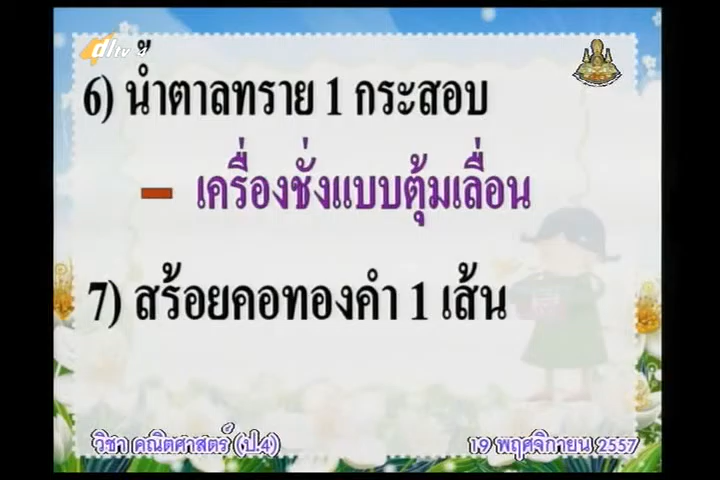 dltv 4
6) น้ำตาลทราย 1 กระสอบ
- เครื่องชั่งแบบตุ้มเลื่อน
7) สร้อยคอทองคำ 1 เส้น
วิชา คณิตศาสตร์ (ป.4)
19 พฤศจิกายน 2557